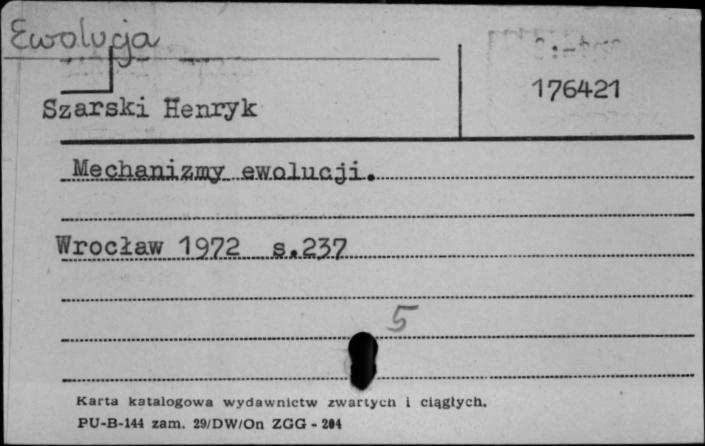 Ewolucja
176421
Szarski Henryk
Mechanizmy ewolucji.
Wrocław 1972 s.237
5
Karta katalogowa wydawnictw zwartych i ciągłych.
PU-B-144 zam. 29/DW/On ZGG - 204